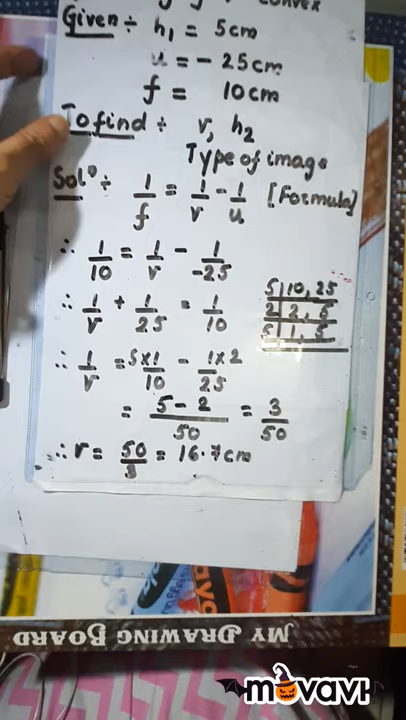 convex
Given ÷ h₁ = 5cm
u = - 25cm
f = 10cm
To find ÷ v, h₂
Type of image
Solⁿ ÷ 1/f = 1/v - 1/u [Formula]
∴ 1/10 = 1/v - 1/-25
∴ 1/v + 1/25 = 1/10
5 | 10, 25
2 | 2, 5
5 | 1, 5
∴ 1/v = 5×1/10 - 1×2/25
= 5-2/50 = 3/50
∴ v = 50/3 = 16.7cm
MY DRAWING BOARD
movavi